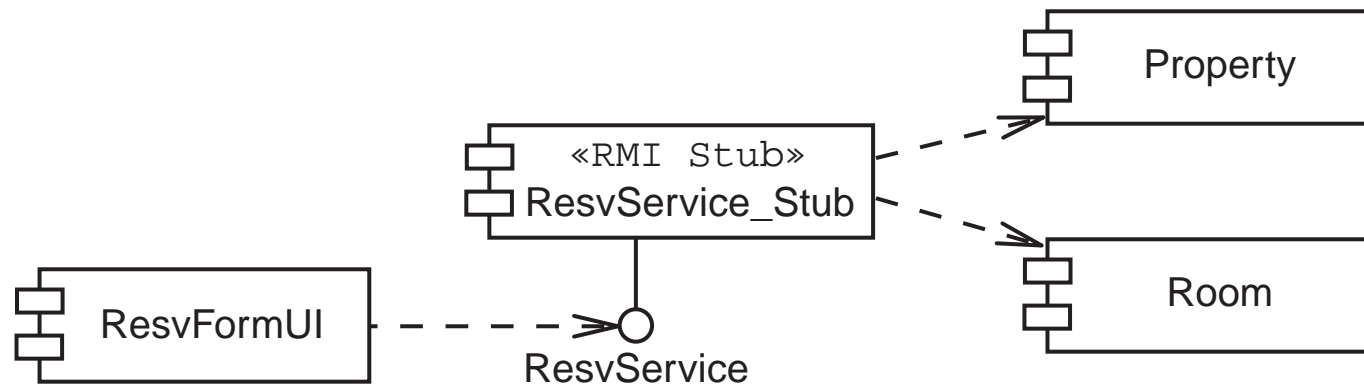 Property
«RMI Stub»
ResvService_Stub
Room
ResvFormUI
ResvService